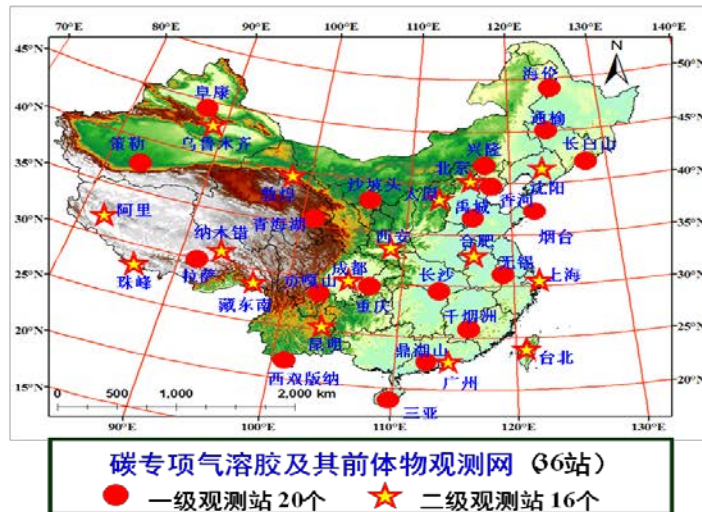 70°E 80°E 90°E 100°E 110°E 120°E 130°E 140°E
45°N
50°N
N
海伦
阜康
40°N
通榆
45°N
乌鲁木齐
兴隆
长白山
策勒
北京
35°N
敦煌
沙坡头
太原
沈阳
香河
40°N
阿里
青海湖
禹城
烟台
30°N
纳木错
西安
合肥
35°N
珠峰
拉萨
成都
无锡
贡嘎山
长沙
上海
25°N
藏东南
重庆
30°N
千烟洲
20°N
昆明
鼎湖山
台北
25°N
西双版纳
广州
15°N
20°N
0 500 1,000 2,000 km
三亚
90°E 100°E 110°E 120°E 130°E
碳专项气溶胶及其前体物观测网（36站）
一级观测站 20个 二级观测站 16个